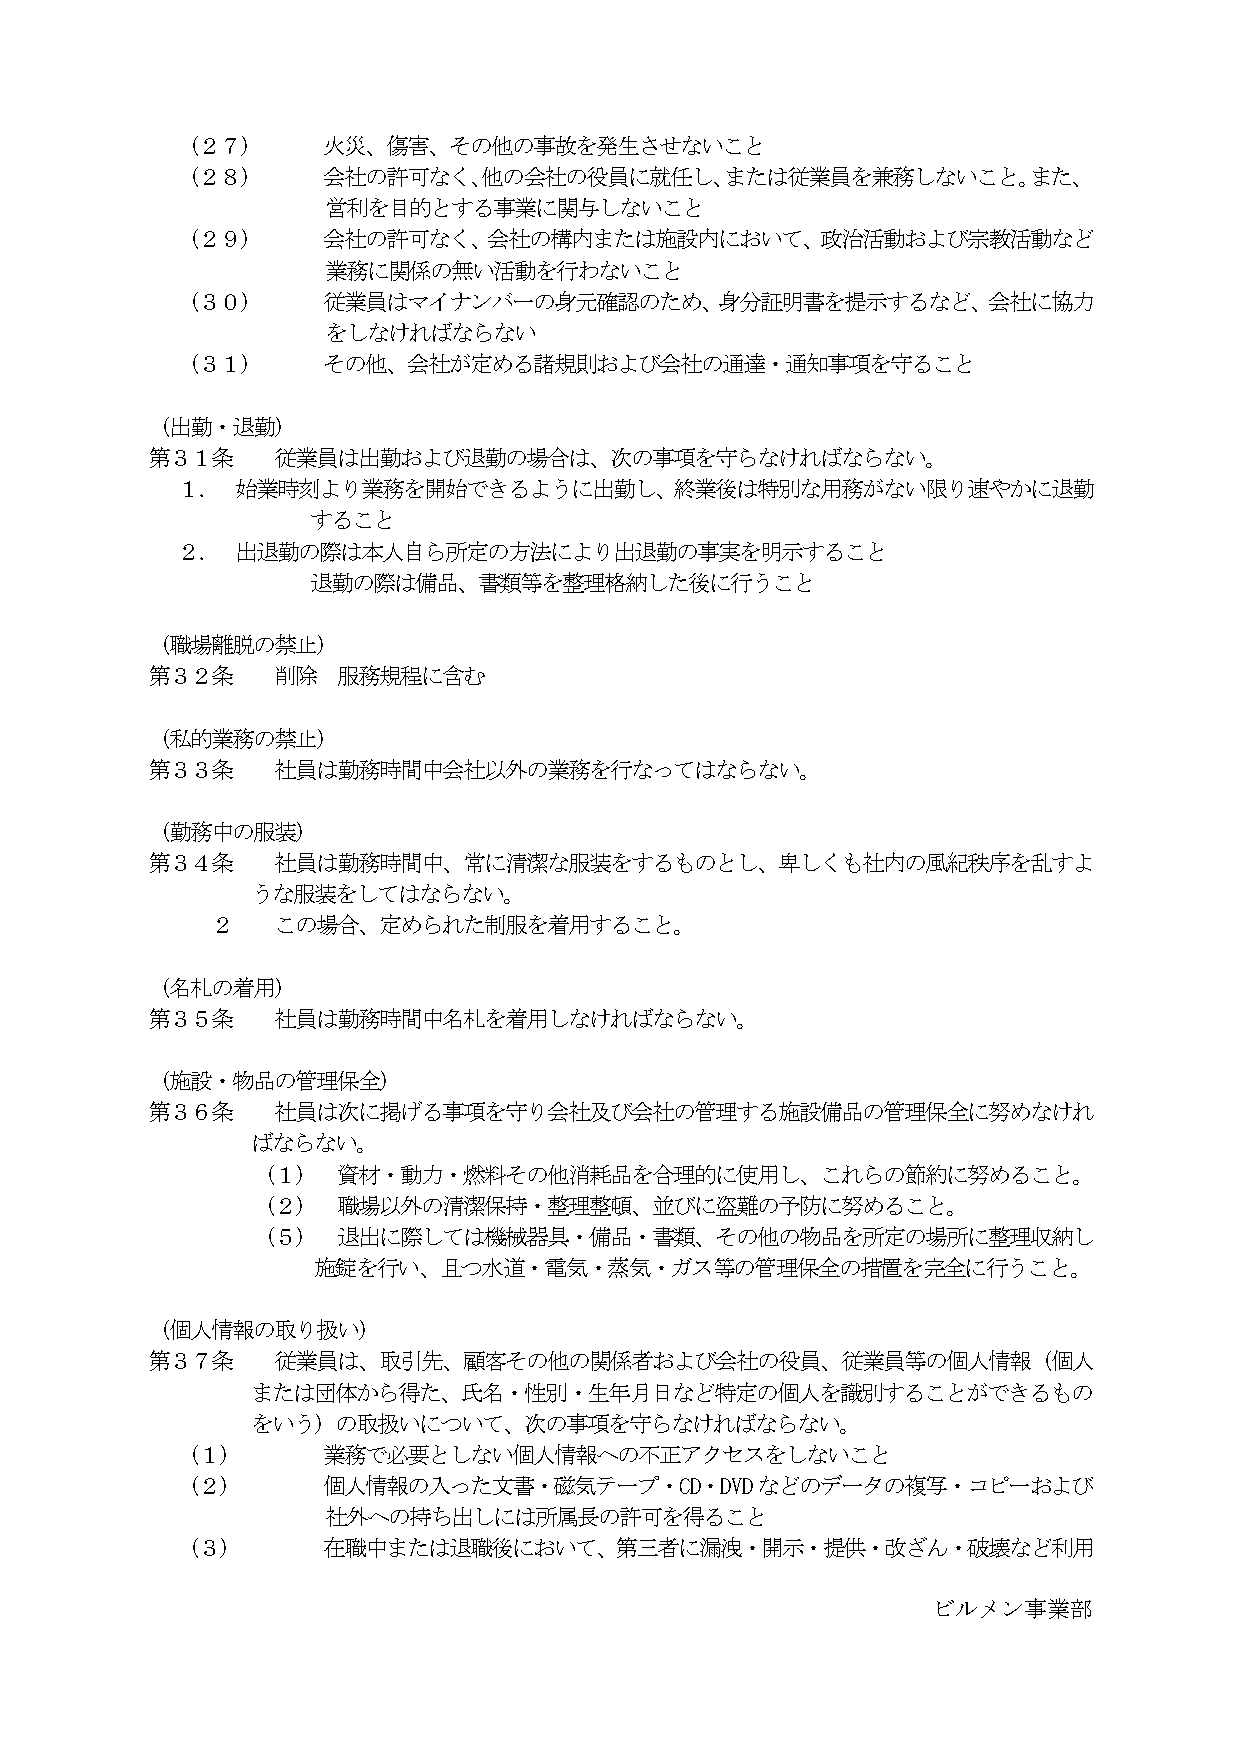 （２７）　　　火災、傷害、その他の事故を発生させないこと
（２８）　　　会社の許可なく、他の会社の役員に就任し、または従業員を兼務しないこと。また、
営利を目的とする事業に関与しないこと
（２９）　　　会社の許可なく、会社の構内または施設内において、政治活動および宗教活動など
業務に関係の無い活動を行わないこと
（３０）　　　従業員はマイナンバーの身元確認のため、身分証明書を提示するなど、会社に協力
をしなければならない
（３１）　　　その他、会社が定める諸規則および会社の通達・通知事項を守ること
（出勤・退勤）
第３１条　　従業員は出勤および退勤の場合は、次の事項を守らなければならない。
１．　始業時刻より業務を開始できるように出勤し、終業後は特別な用務がない限り速やかに退勤
すること
２．　出退勤の際は本人自ら所定の方法により出退勤の事実を明示すること
退勤の際は備品、書類等を整理格納した後に行うこと
（職場離脱の禁止）
第３２条　　削除　服務規程に含む
（私的業務の禁止）
第３３条　　社員は勤務時間中会社以外の業務を行なってはならない。
（勤務中の服装）
第３４条　　社員は勤務時間中、常に清潔な服装をするものとし、卑しくも社内の風紀秩序を乱すよ
うな服装をしてはならない。
２　　この場合、定められた制服を着用すること。
（名札の着用）
第３５条　　社員は勤務時間中名札を着用しなければならない。
（施設・物品の管理保全）
第３６条　　社員は次に掲げる事項を守り会社及び会社の管理する施設備品の管理保全に努めなけれ
ばならない。
（１）　資材・動力・燃料その他消耗品を合理的に使用し、これらの節約に努めること。
（２）　職場以外の清潔保持・整理整頓、並びに盗難の予防に努めること。
（５）　退出に際しては機械器具・備品・書類、その他の物品を所定の場所に整理収納し
施錠を行い、且つ水道・電気・蒸気・ガス等の管理保全の措置を完全に行うこと。
（個人情報の取り扱い）
第３７条　　従業員は、取引先、顧客その他の関係者および会社の役員、従業員等の個人情報（個人
または団体から得た、氏名・性別・生年月日など特定の個人を識別することができるもの
をいう）の取扱いについて、次の事項を守らなければならない。
（１）　　　業務で必要としない個人情報への不正アクセスをしないこと
（２）　　　個人情報の入った文書・磁気テープ・CD・DVDなどのデータの複写・コピーおよび
社外への持ち出しには所属長の許可を得ること
（３）　　　在職中または退職後において、第三者に漏洩・開示・提供・改ざん・破壊など利用
ビルメン事業部